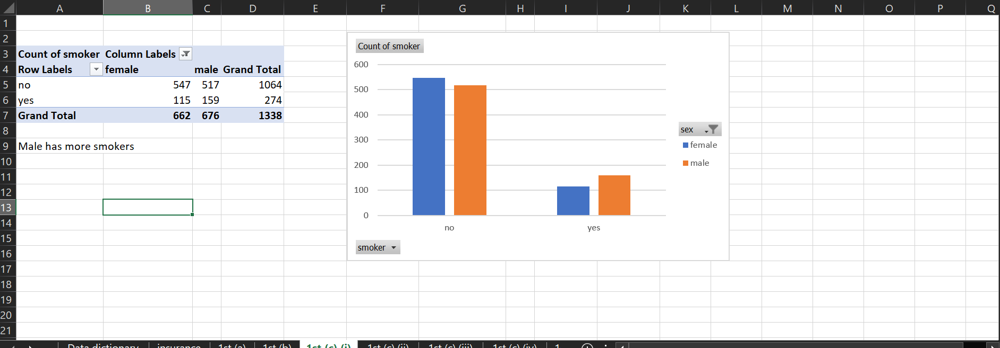 A B C D E F G H I J K L M N O P Q
1
2
3 Count of smoker Column Labels
4 Row Labels female male Grand Total
5 no 547 517 1064
6 yes 115 159 274
7 Grand Total 662 676 1338
8
9 Male has more smokers
10
11
12
13
14
15
16
17
18
19
20
21
Count of smoker
600
500
400
300
200
100
0
no yes
smoker
sex
female
male
Data dictionary insurance 1st (a) 1st (b) 1st (c) (i) 1st (c) (ii) 1st (c) (iii) 1st (c) (iv) 1